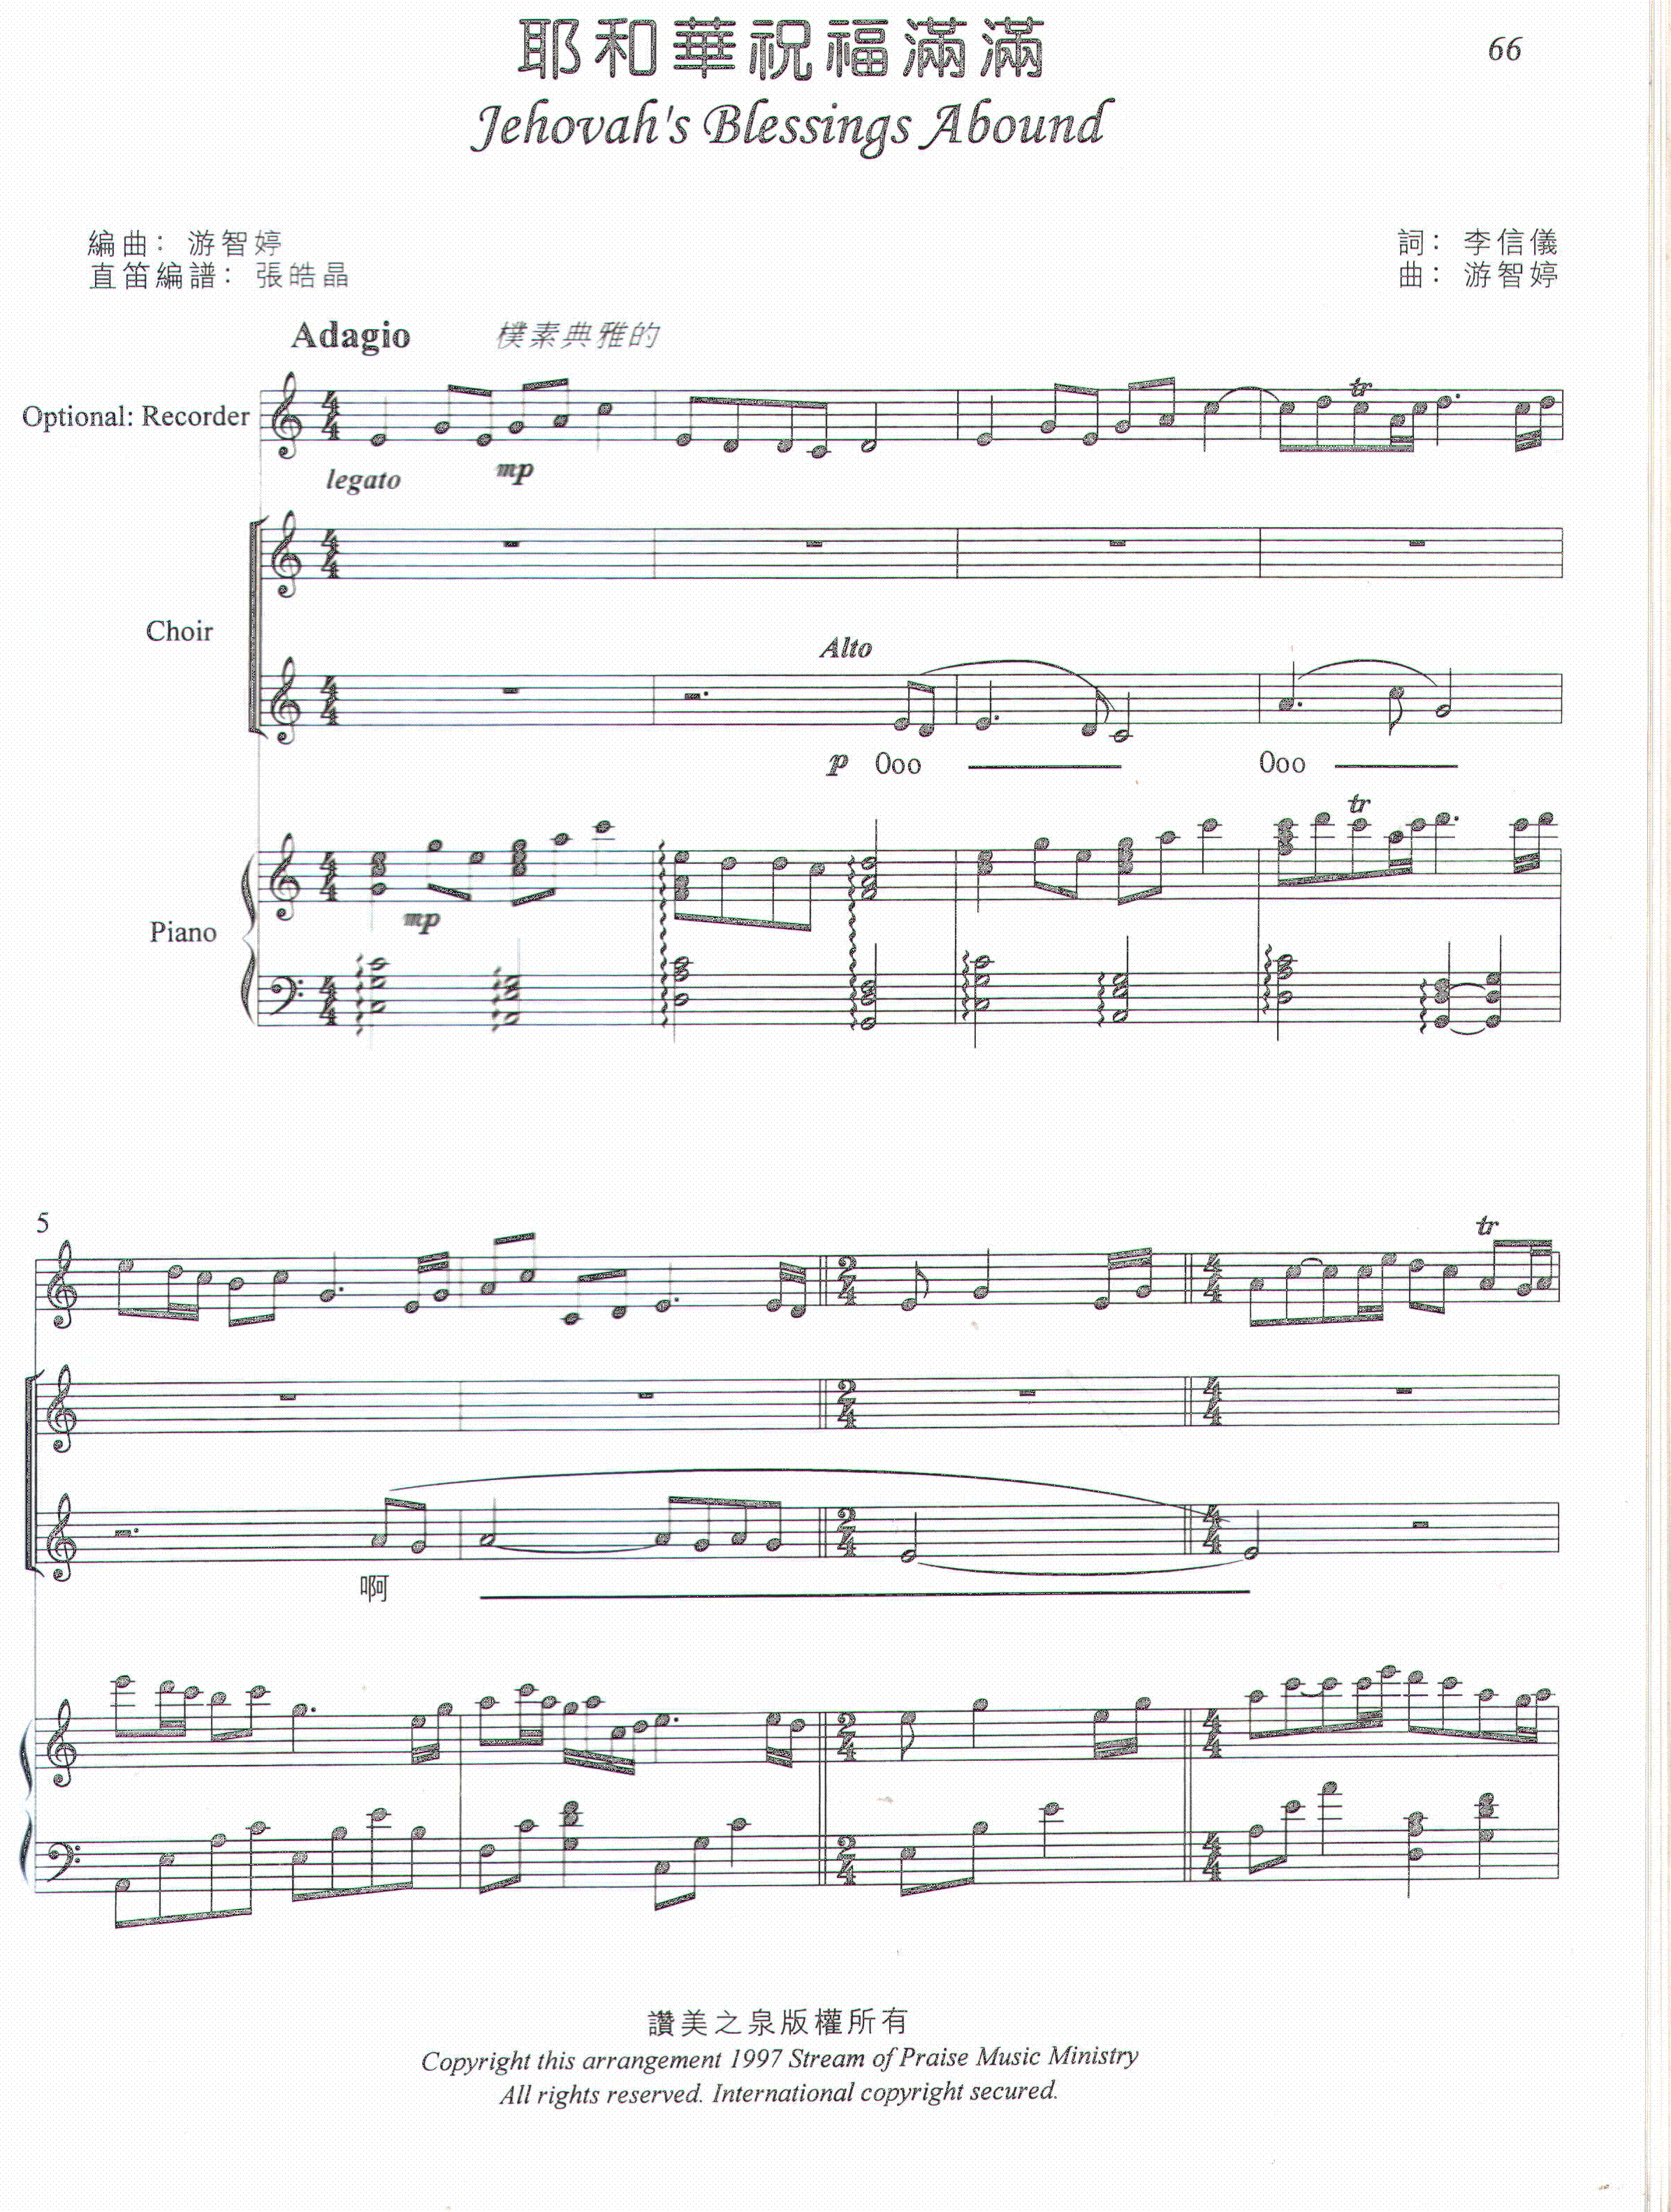 耶和華祝福滿滿
66
Jehovah's Blessings Abound
編曲：游智婷
詞：李信儀
直笛編譜：張皓晶
曲：游智婷
Adagio 樸素典雅的
Optional: Recorder
tr
legato
mp
Choir
Alto
p Ooo Ooo
tr
Piano
mp
5
tr
啊
讚美之泉版權所有
Copyright this arrangement 1997 Stream of Praise Music Ministry
All rights reserved. International copyright secured.